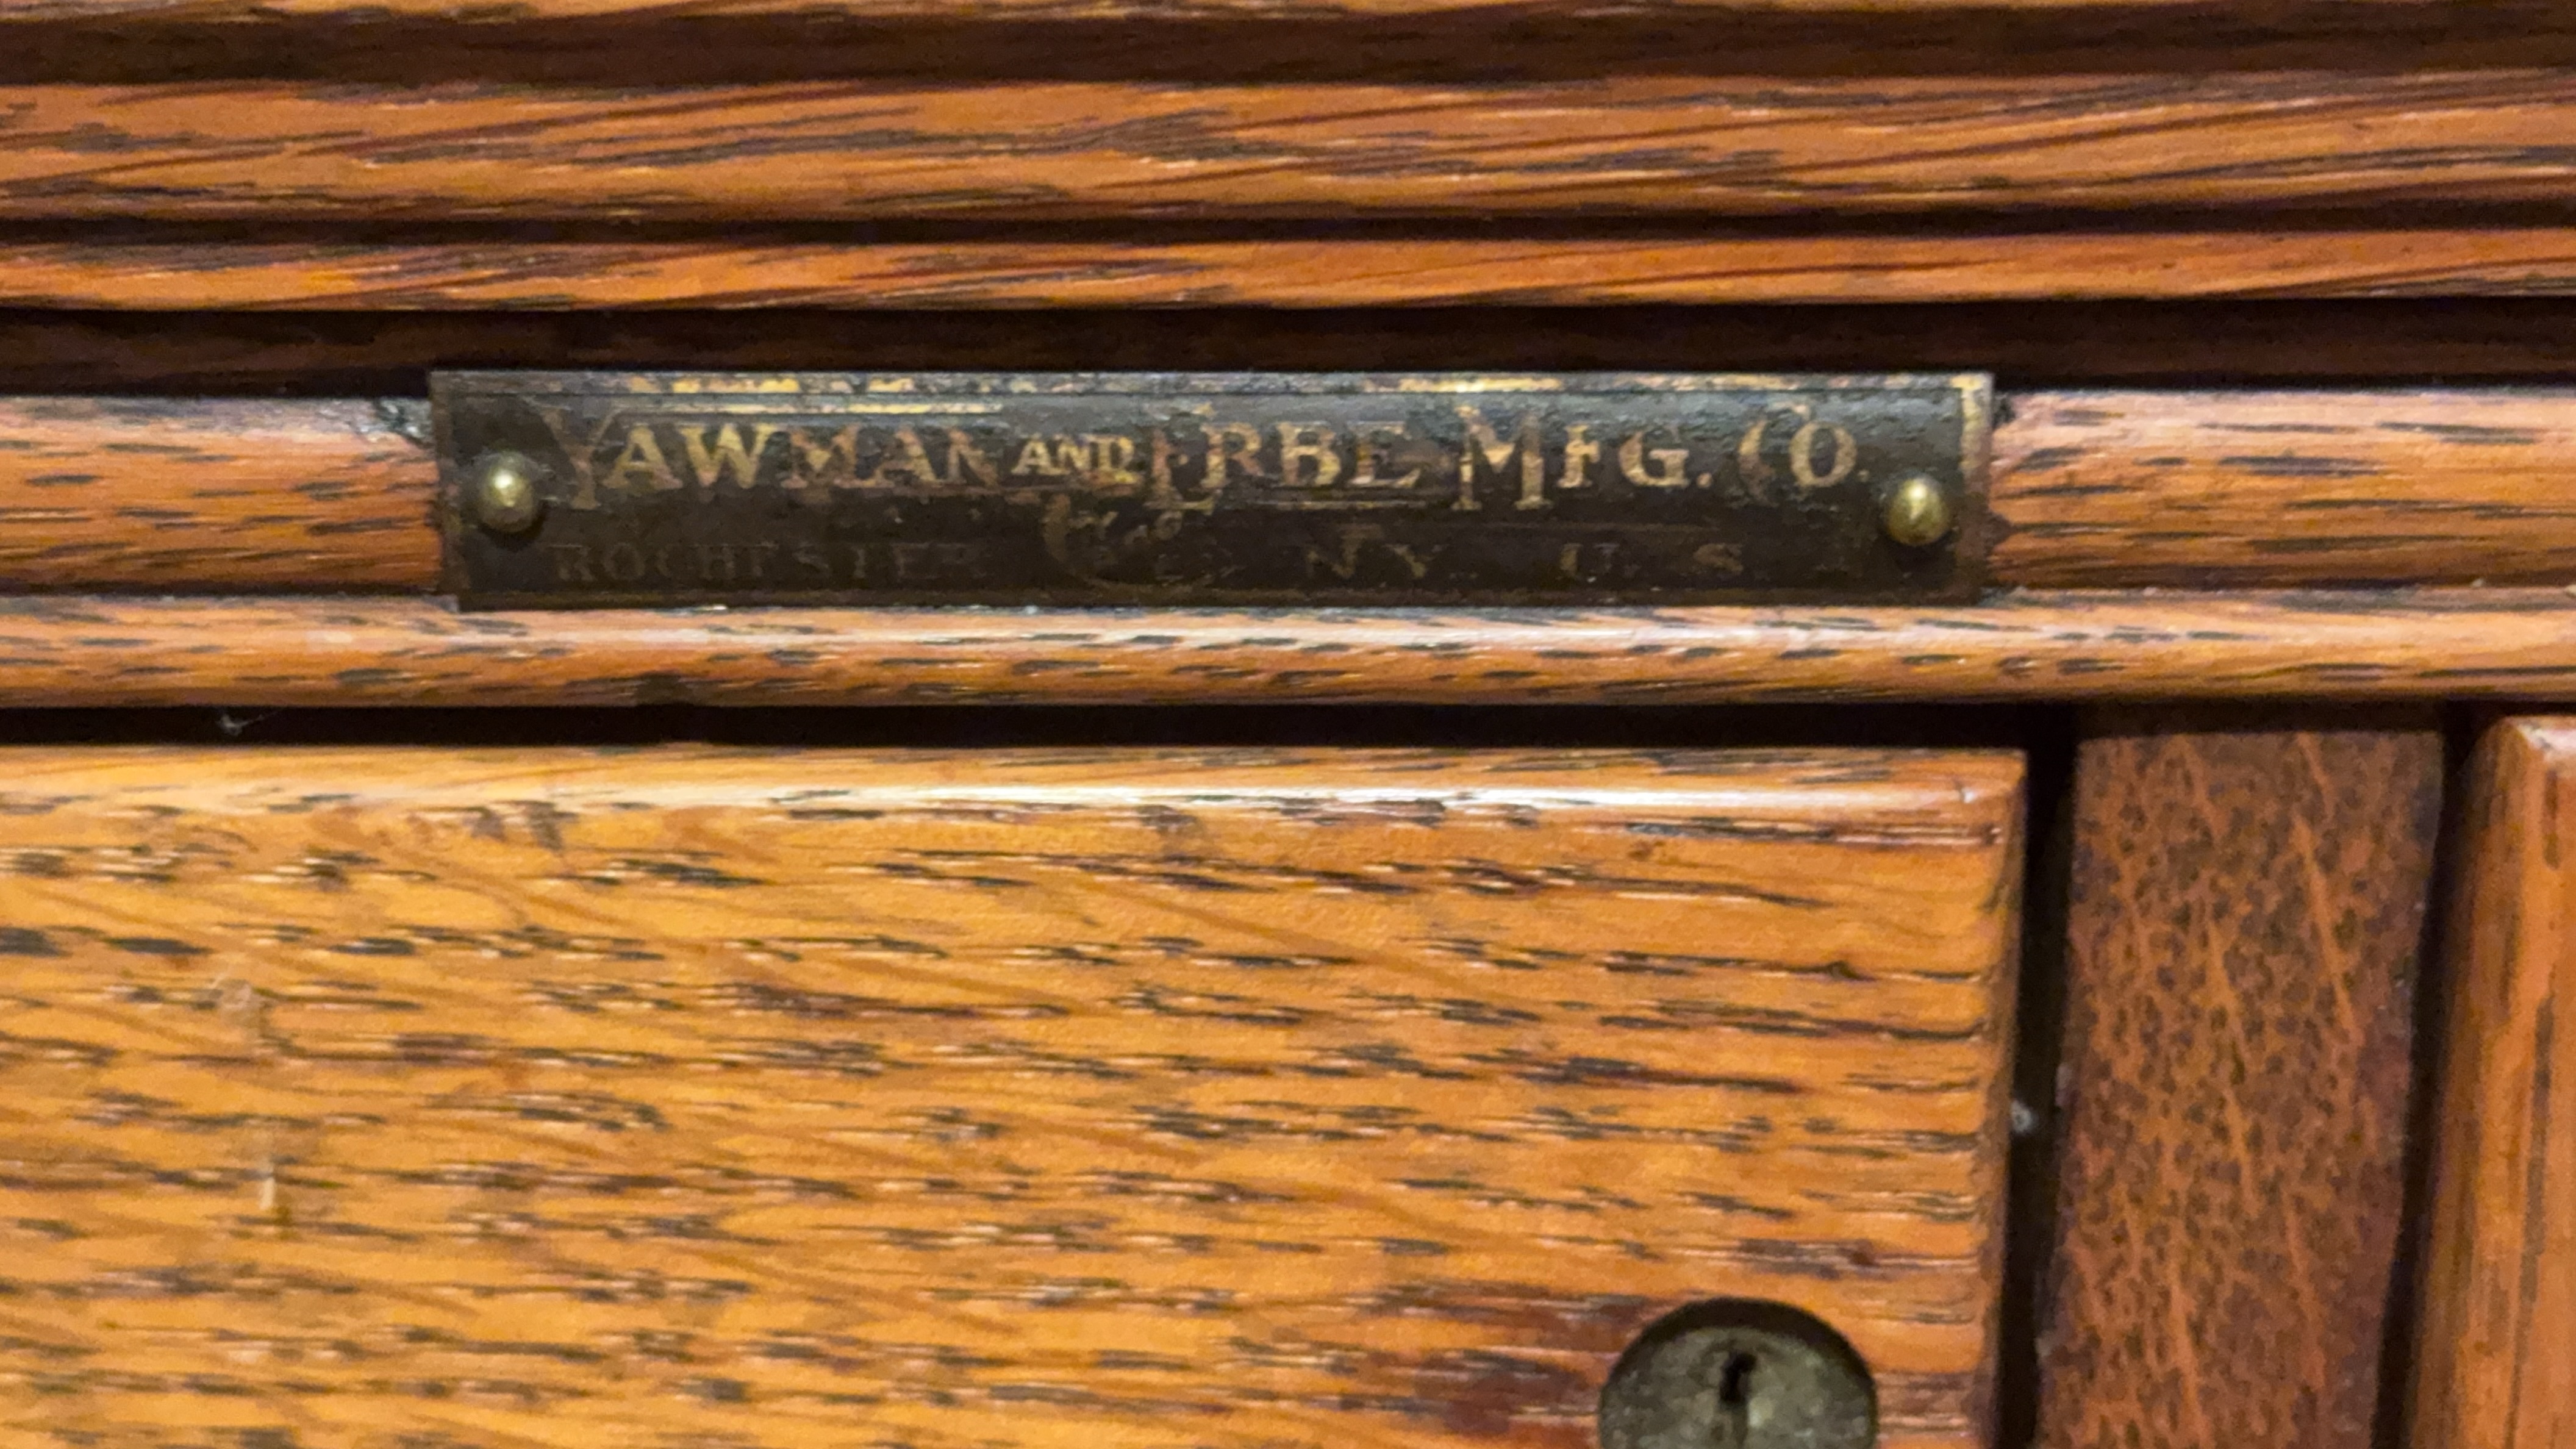 YAWMAN AND ERBE MFG. CO.
ROCHESTER N.Y. U.S.